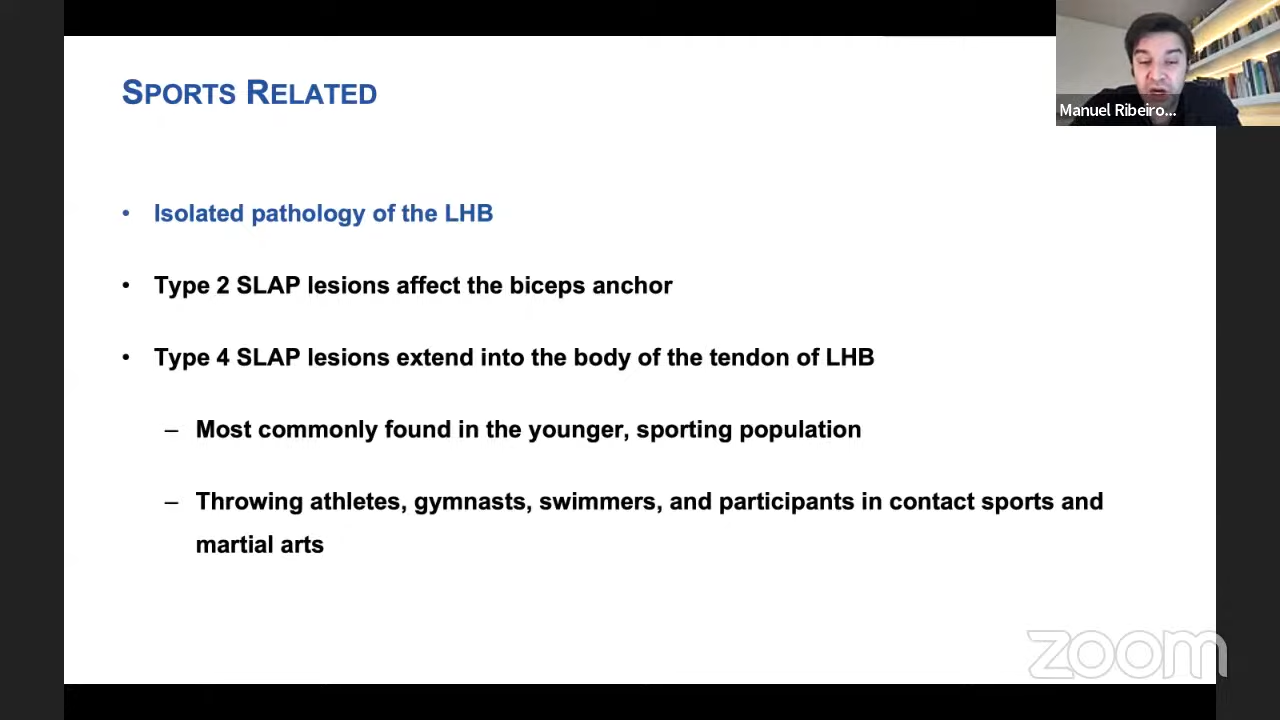 SPORTS RELATED
Manuel Ribeiro...
• Isolated pathology of the LHB
• Type 2 SLAP lesions affect the biceps anchor
• Type 4 SLAP lesions extend into the body of the tendon of LHB
– Most commonly found in the younger, sporting population
– Throwing athletes, gymnasts, swimmers, and participants in contact sports and
martial arts
zoom